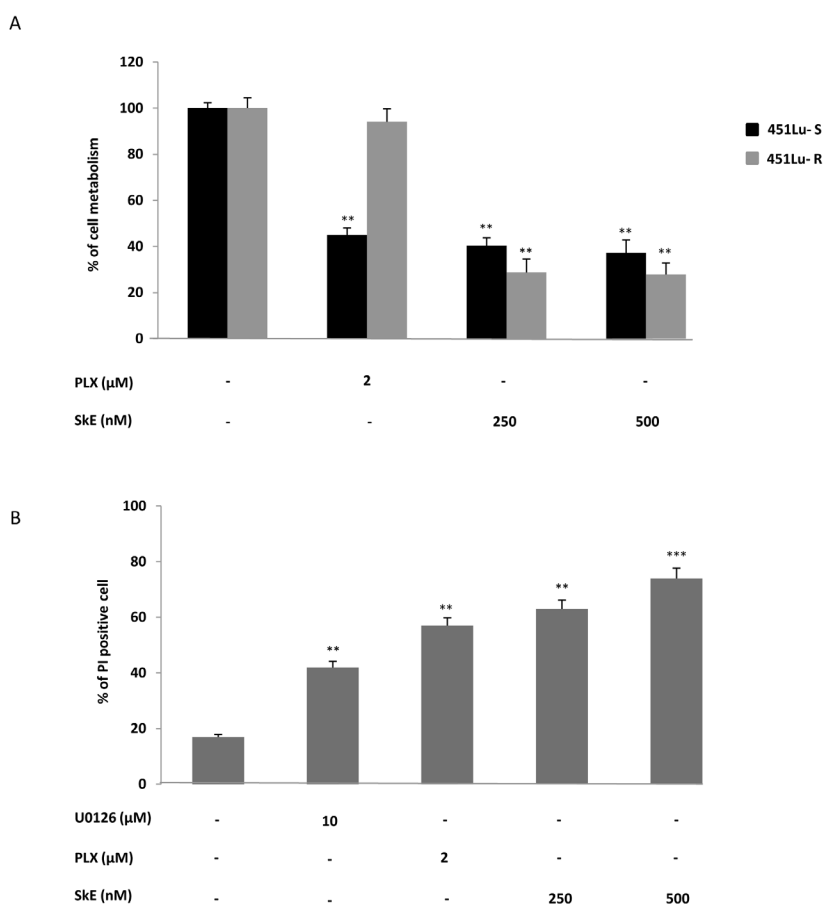 A
120
100
80
60
40
20
0
% of cell metabolism
** ** ** ** **
451Lu- S
451Lu- R
PLX (µM) - 2 - -
SkE (nM) - - 250 500
B
100
80
60
40
20
0
% of PI positive cell
** ** ** ***
U0126 (µM) - 10 - - -
PLX (µM) - - 2 - -
SkE (nM) - - - 250 500